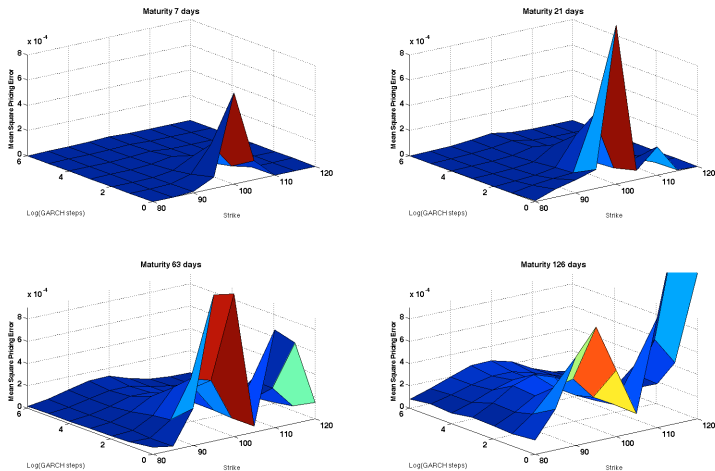 Maturity 7 days
x 10^-4
8
6
4
2
0
Mean Square Pricing Error
6
4
2
0
Log(GARCH steps)
80
90
100
110
120
Strike
Maturity 21 days
x 10^-4
8
6
4
2
0
Mean Square Pricing Error
6
4
2
0
Log(GARCH steps)
80
90
100
110
120
Strike
Maturity 63 days
x 10^-4
8
6
4
2
0
Mean Square Pricing Error
6
4
2
0
Log(GARCH steps)
80
90
100
110
120
Strike
Maturity 126 days
x 10^-4
8
6
4
2
0
Mean Square Pricing Error
6
4
2
0
Log(GARCH steps)
80
90
100
110
120
Strike